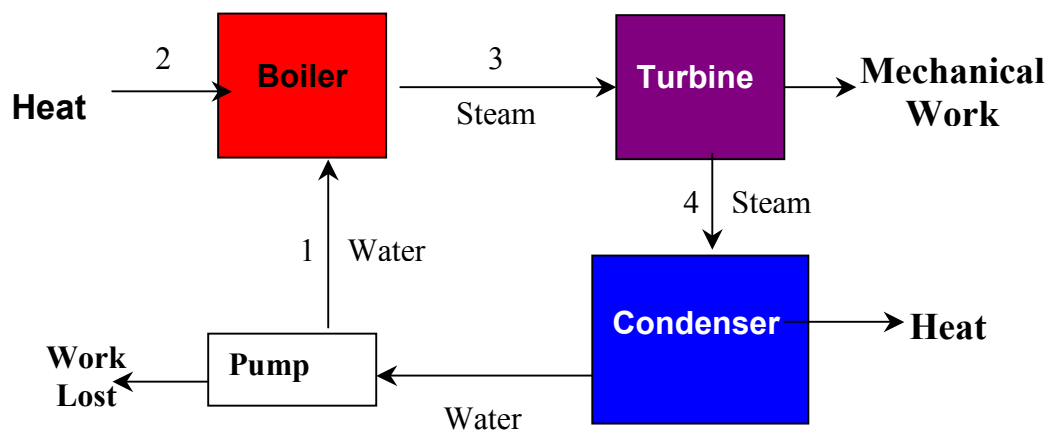 2
3
Boiler
Turbine
Mechanical
Work
Heat
Steam
4
Steam
1
Water
Condenser
Heat
Work
Lost
Pump
Water